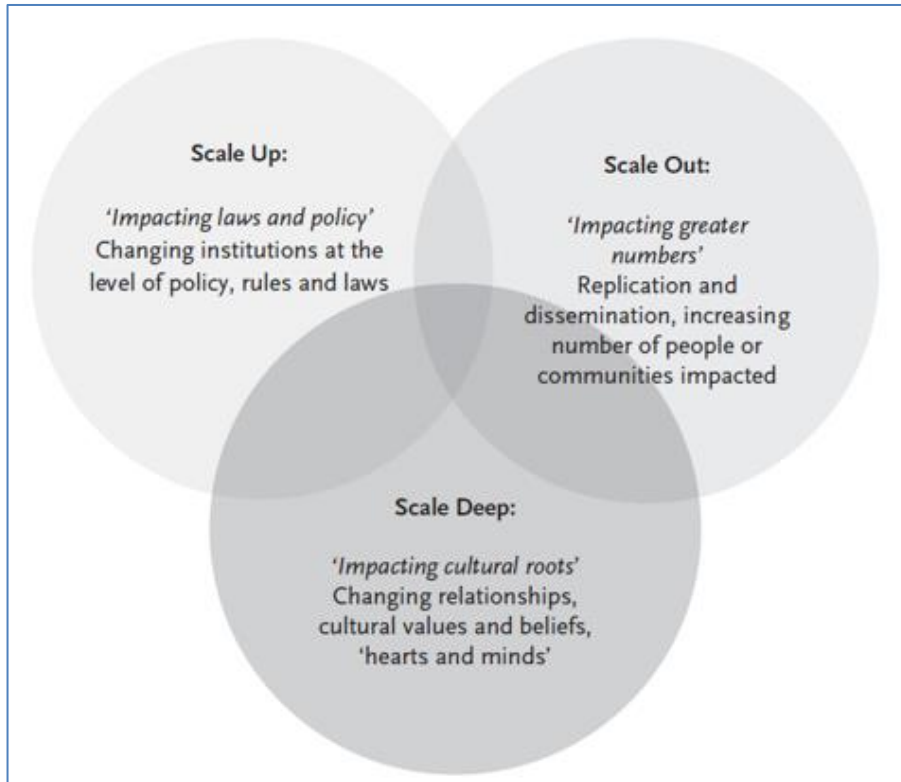 Scale Up:
‘Impacting laws and policy’
Changing institutions at the
level of policy, rules and laws
Scale Out:
‘Impacting greater
numbers’
Replication and
dissemination, increasing
number of people or
communities impacted
Scale Deep:
‘Impacting cultural roots’
Changing relationships,
cultural values and beliefs,
‘hearts and minds’